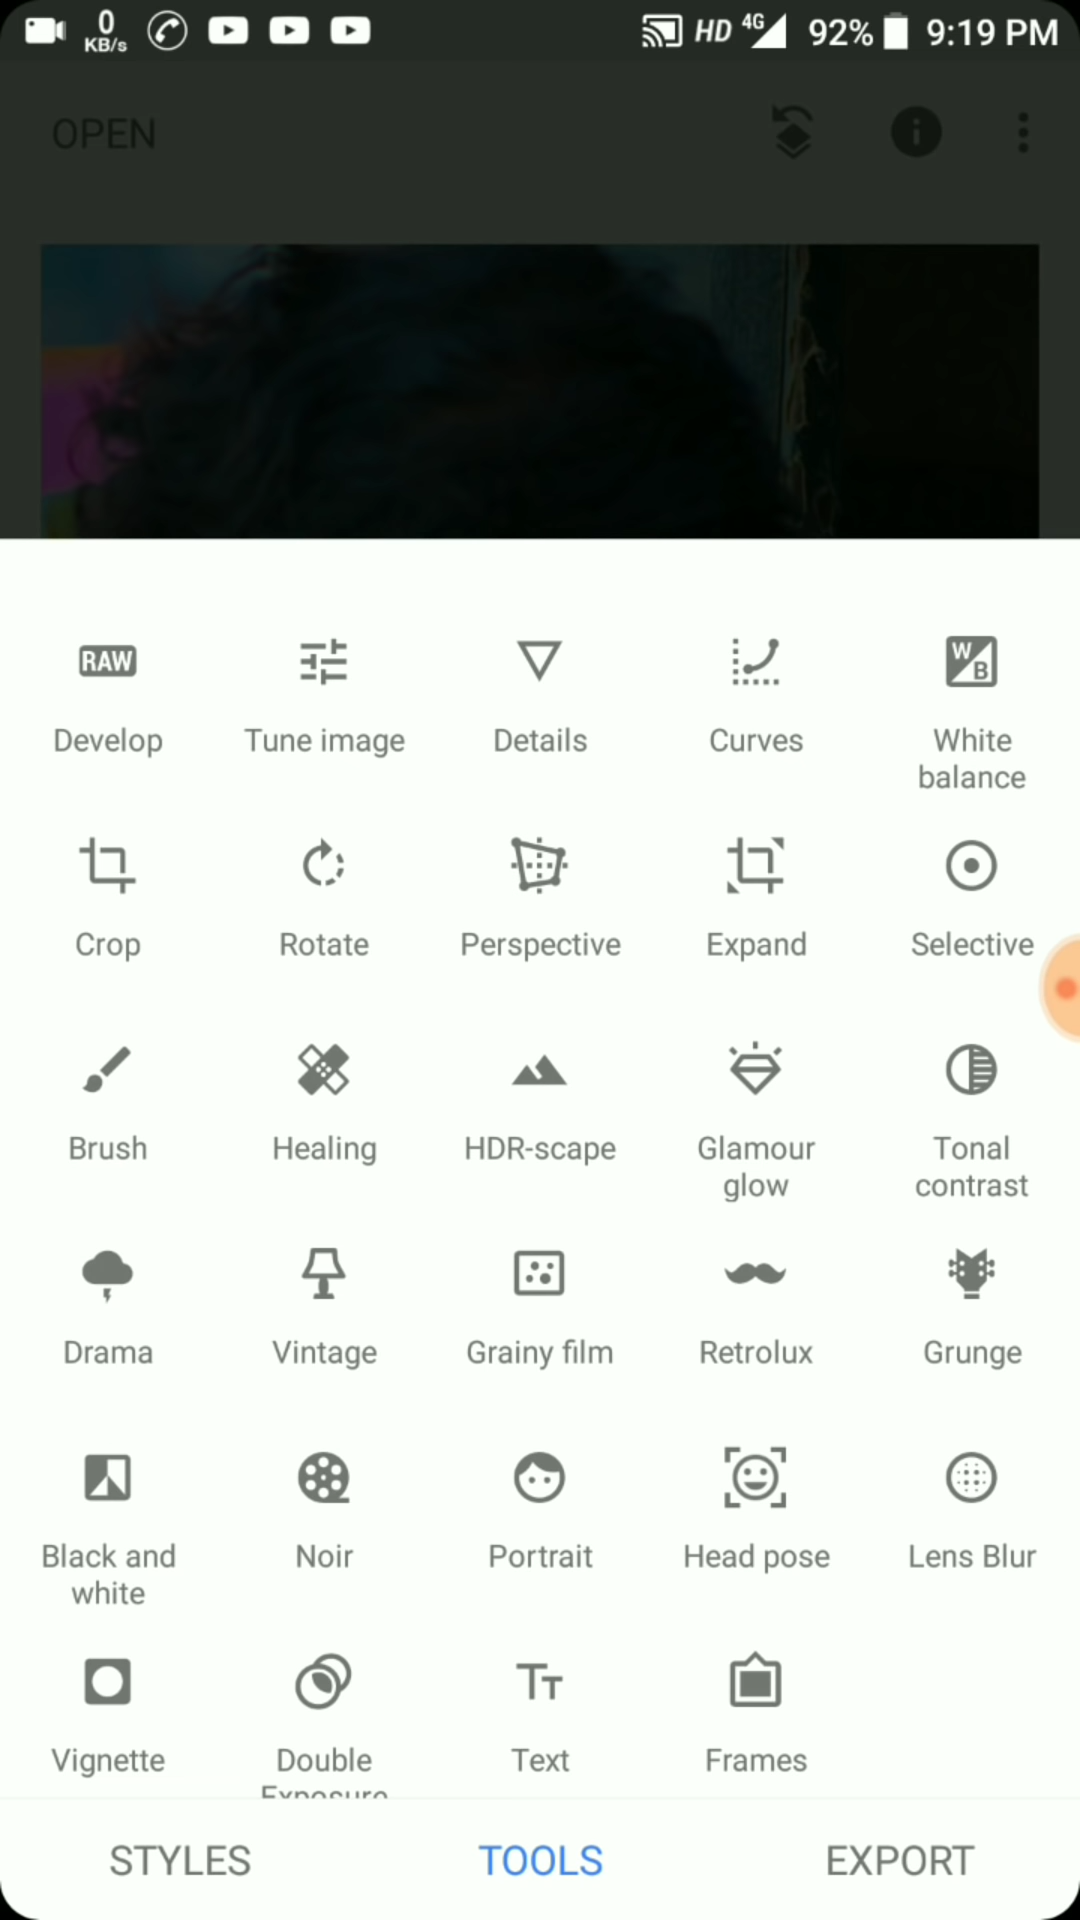 0
KB/s
HD 4G 92% 9:19 PM
OPEN
RAW
W
B
Develop Tune image Details Curves White
balance
Crop Rotate Perspective Expand Selective
Brush Healing HDR-scape Glamour
glow
Tonal
contrast
Drama Vintage Grainy film Retrolux Grunge
Black and
white
Noir Portrait Head pose Lens Blur
TT
Vignette Double
Exposure
Text Frames
STYLES TOOLS EXPORT